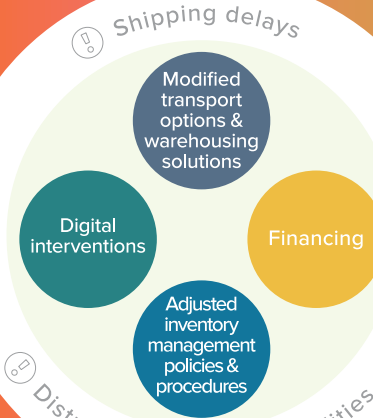 Shipping delays
Modified
transport
options &
warehousing
solutions
Digital
interventions
Financing
Adjusted
inventory
management
policies &
procedures